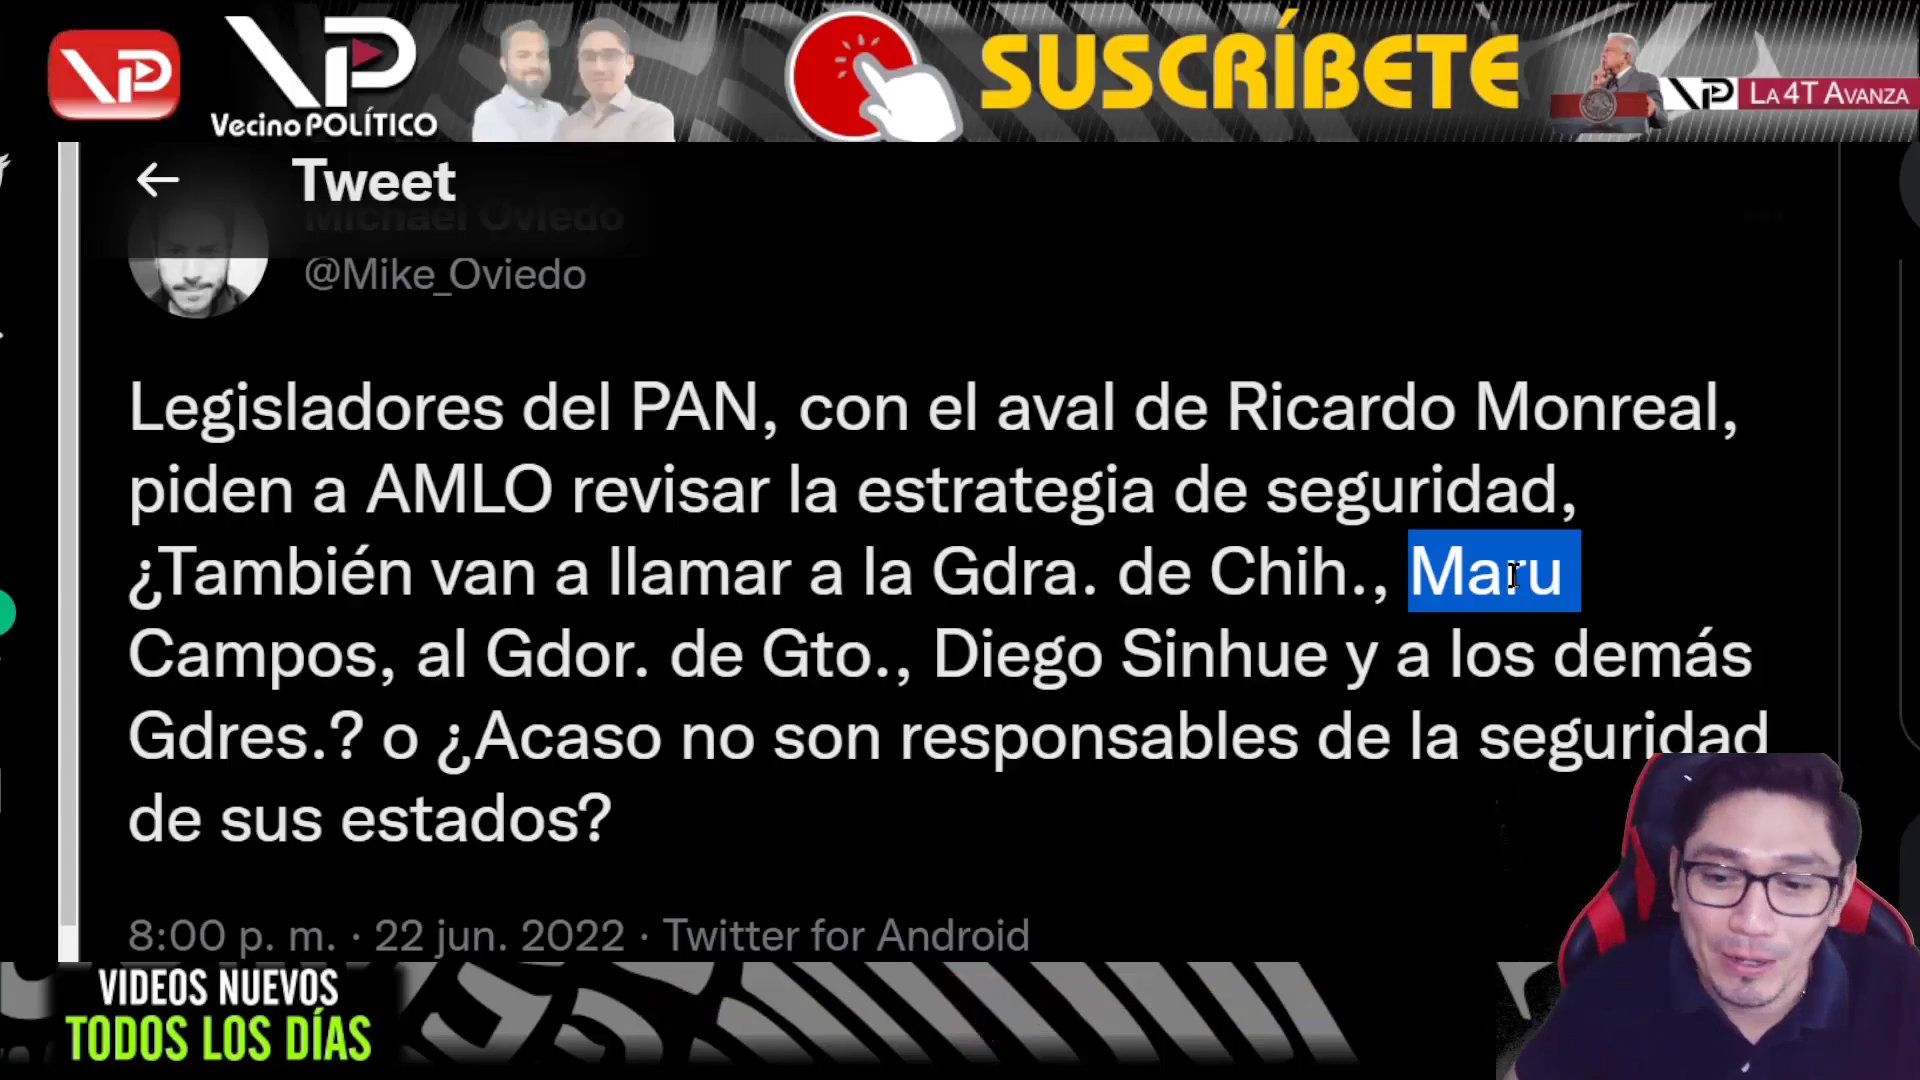 VP
VP
Vecino POLÍTICO
SUSCRÍBETE
VP LA 4T AVANZA
Tweet
Michael Oviedo
@Mike_Oviedo
Legisladores del PAN, con el aval de Ricardo Monreal,
piden a AMLO revisar la estrategia de seguridad,
¿También van a llamar a la Gdra. de Chih., Maru
Campos, al Gdor. de Gto., Diego Sinhue y a los demás
Gdres.? o ¿Acaso no son responsables de la seguridad
de sus estados?
8:00 p. m. · 22 jun. 2022 · Twitter for Android
VIDEOS NUEVOS
TODOS LOS DÍAS